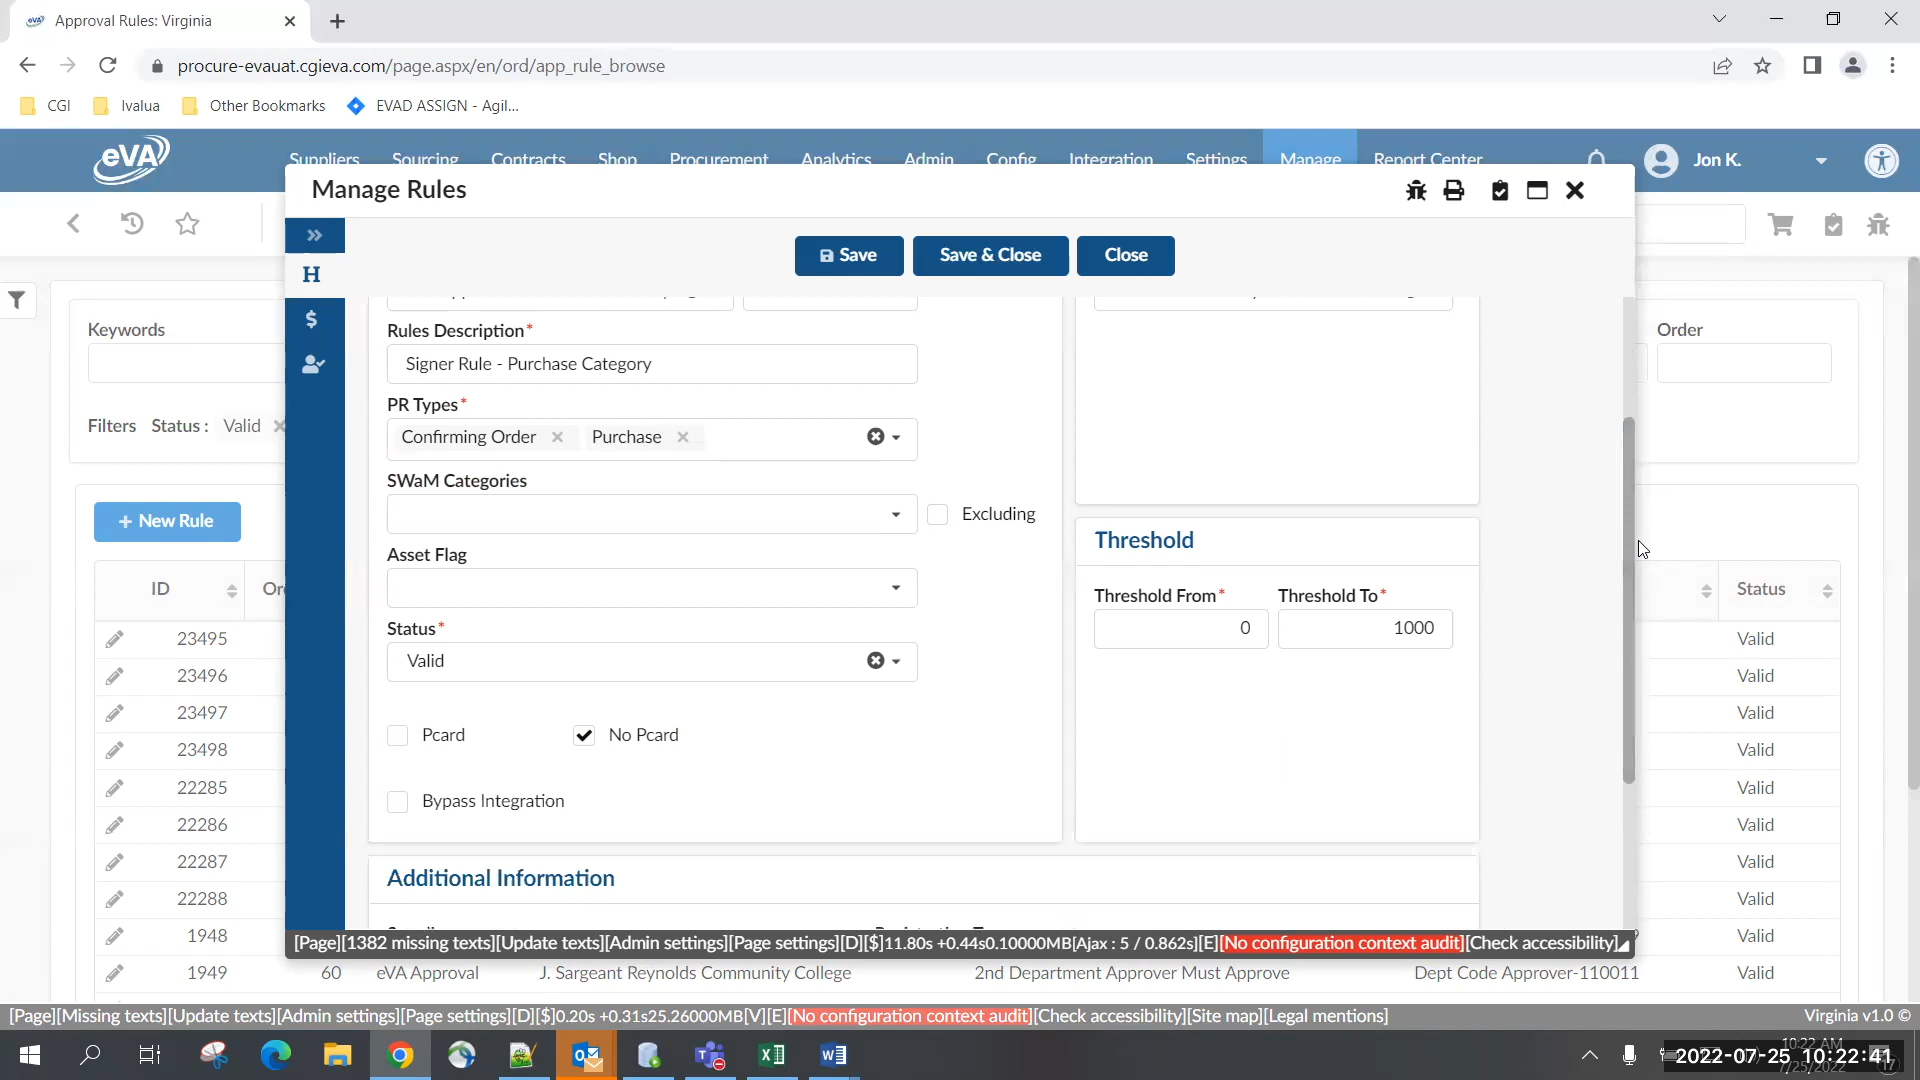 Approval Rules: Virginia
procure-evauat.cgieva.com/page.aspx/en/ord/app_rule_browse
CGI
Ivalua
Other Bookmarks
EVAD ASSIGN - Agil...
eVA
Suppliers Sourcing Contracts Shop Procurement Analytics Admin Config Integration Settings Manage Report Center
Jon K.
Manage Rules
Save
Save & Close
Close
H
$
Keywords
Order
Filters Status : Valid
Rules Description*
Signer Rule - Purchase Category
PR Types*
Confirming Order
Purchase
SWaM Categories
Excluding
Asset Flag
Status*
Valid
Pcard
No Pcard
Bypass Integration
Threshold
Threshold From*
Threshold To*
0
1000
Additional Information
+ New Rule
ID
Status
23495 Valid
23496 Valid
23497 Valid
23498 Valid
22285 Valid
22286 Valid
22287 Valid
22288 Valid
1948 Valid
[Page][1382 missing texts][Update texts][Admin settings][Page settings][D][$]11.80s +0.44s0.10000MB[Ajax : 5 / 0.862s][E][No configuration context audit][Check accessibility]
1949 60 eVA Approval J. Sargeant Reynolds Community College 2nd Department Approver Must Approve Dept Code Approver-110011 Valid
[Page][Missing texts][Update texts][Admin settings][Page settings][D][$]0.20s +0.31s25.26000MB[V][E][No configuration context audit][Check accessibility][Site map][Legal mentions]
Virginia v1.0 ©
10:22 AM
2022-07-25 10:22:41
7/25/2022
17